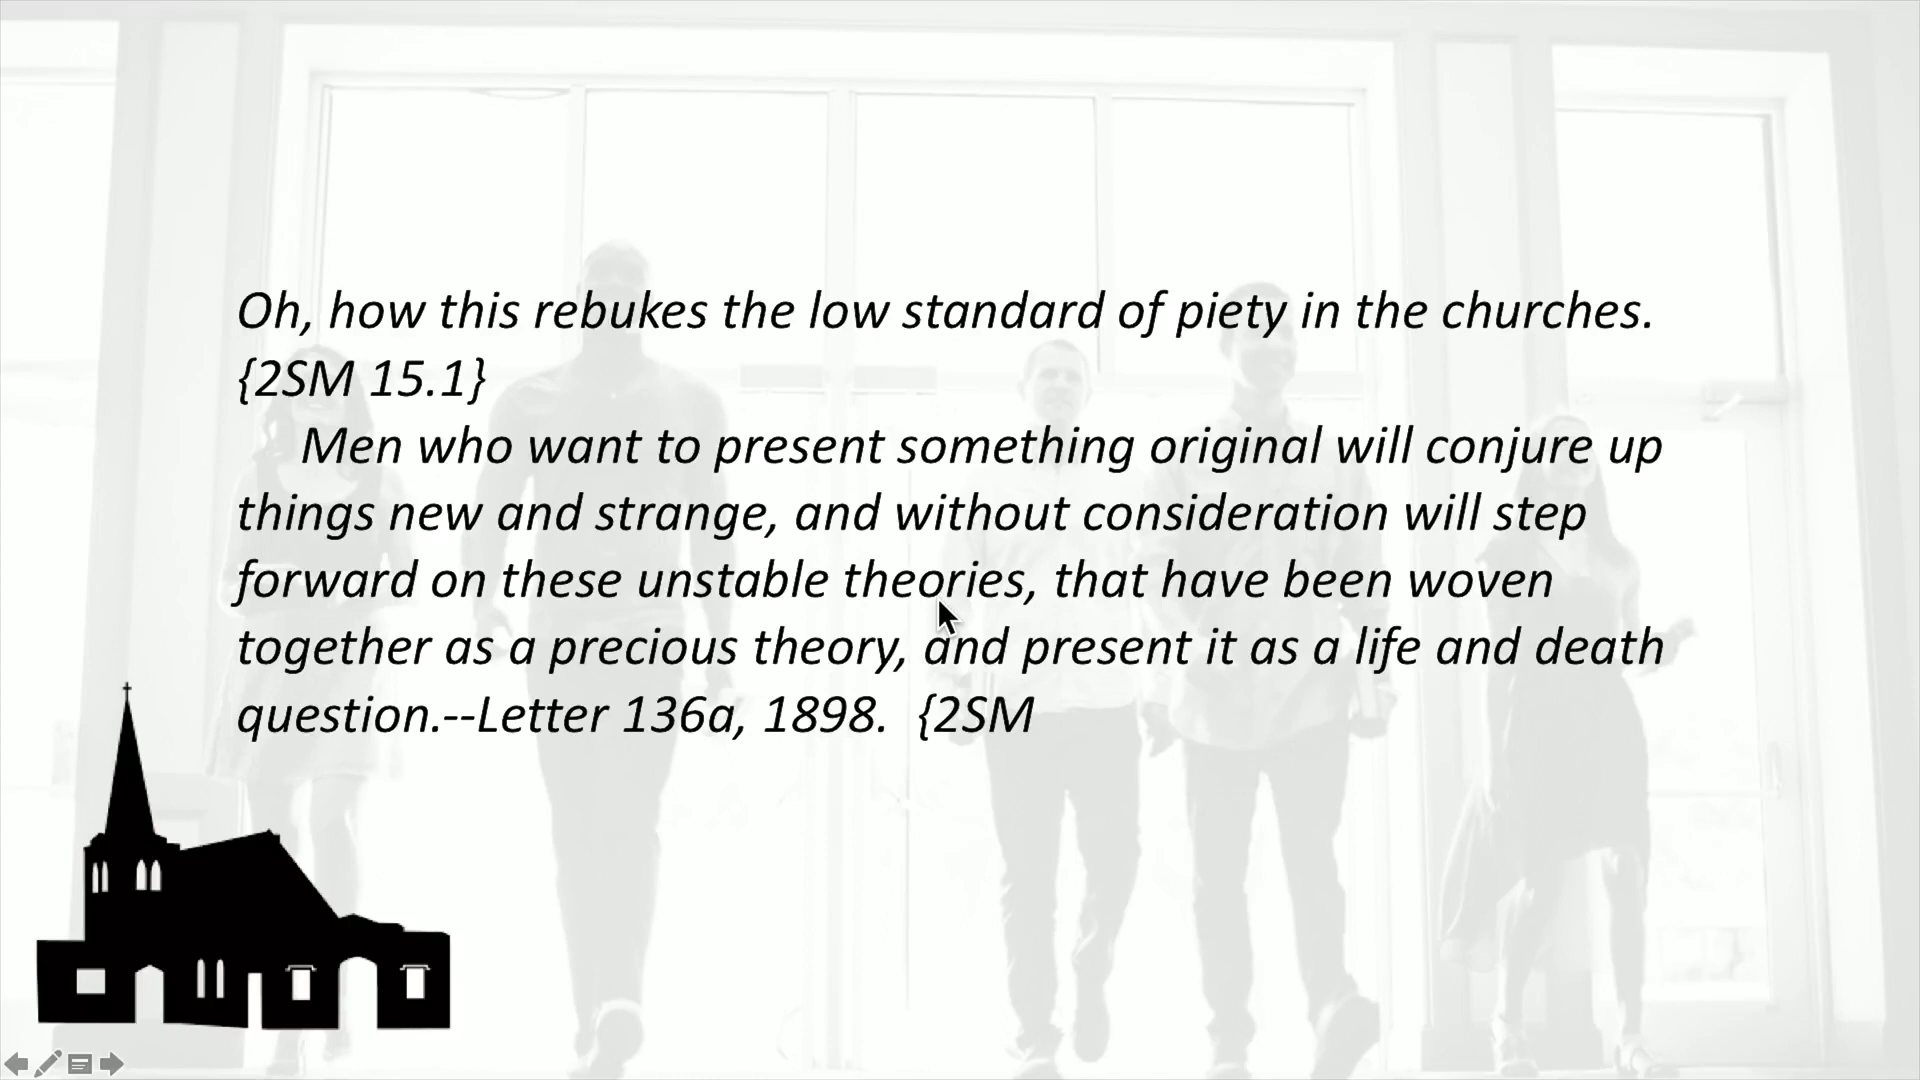 Oh, how this rebukes the low standard of piety in the churches.
{2SM 15.1}
Men who want to present something original will conjure up
things new and strange, and without consideration will step
forward on these unstable theories, that have been woven
together as a precious theory, and present it as a life and death
question.--Letter 136a, 1898.  {2SM